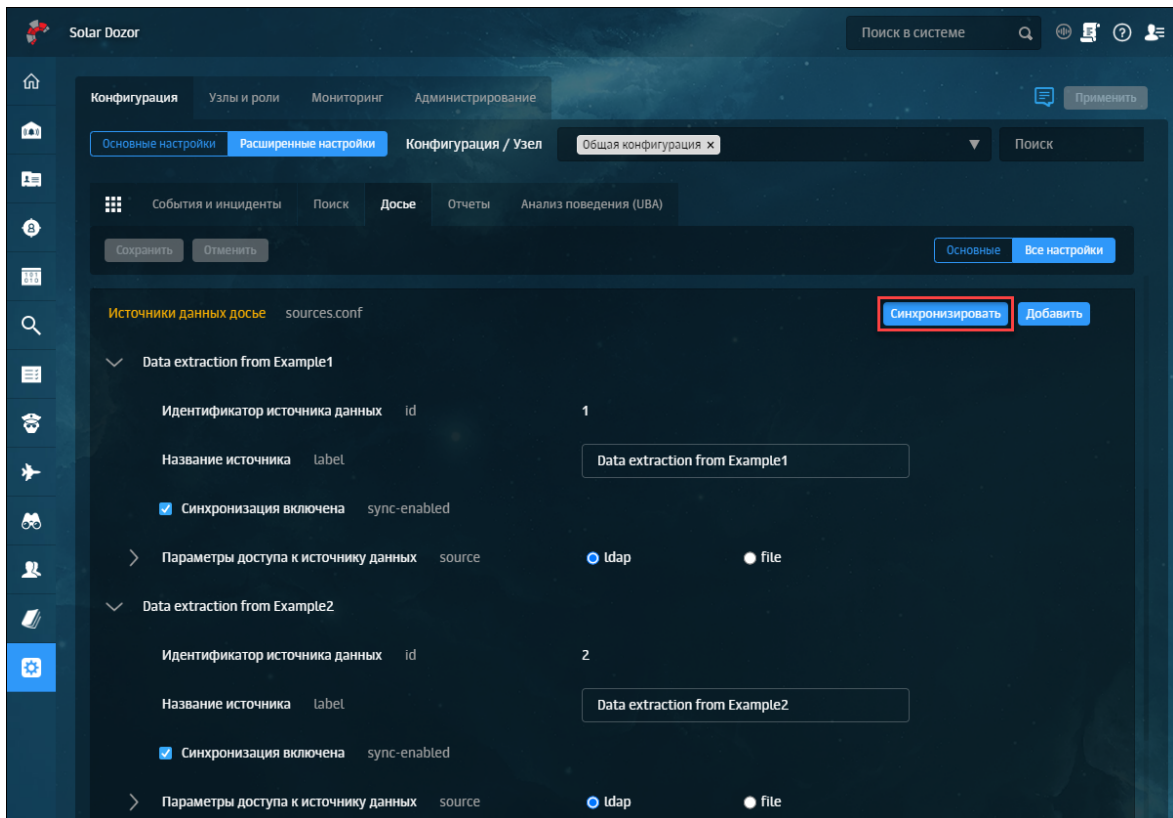 Solar Dozor Поиск в системе
Конфигурация Узлы и роли Мониторинг Администрирование Применить
Основные настройки Расширенные настройки Конфигурация / Узел Общая конфигурация × Поиск
События и инциденты Поиск Досье Отчеты Анализ поведения (UBA)
Сохранить Отменить Основные Все настройки
Источники данных досье sources.conf Синхронизировать Добавить
Data extraction from Example1
Идентификатор источника данных id 1
Название источника label Data extraction from Example1
Синхронизация включена sync-enabled
Параметры доступа к источнику данных source ldap file
Data extraction from Example2
Идентификатор источника данных id 2
Название источника label Data extraction from Example2
Синхронизация включена sync-enabled
Параметры доступа к источнику данных source ldap file